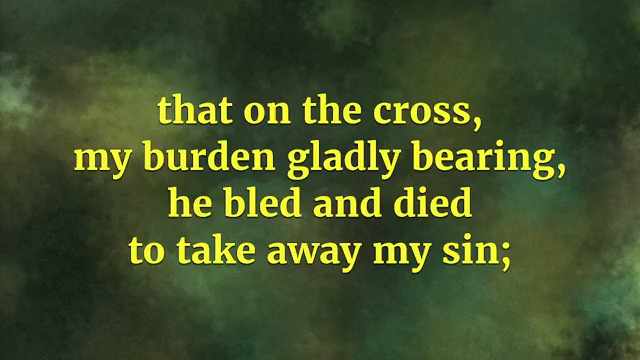 that on the cross,
my burden gladly bearing,
he bled and died
to take away my sin;